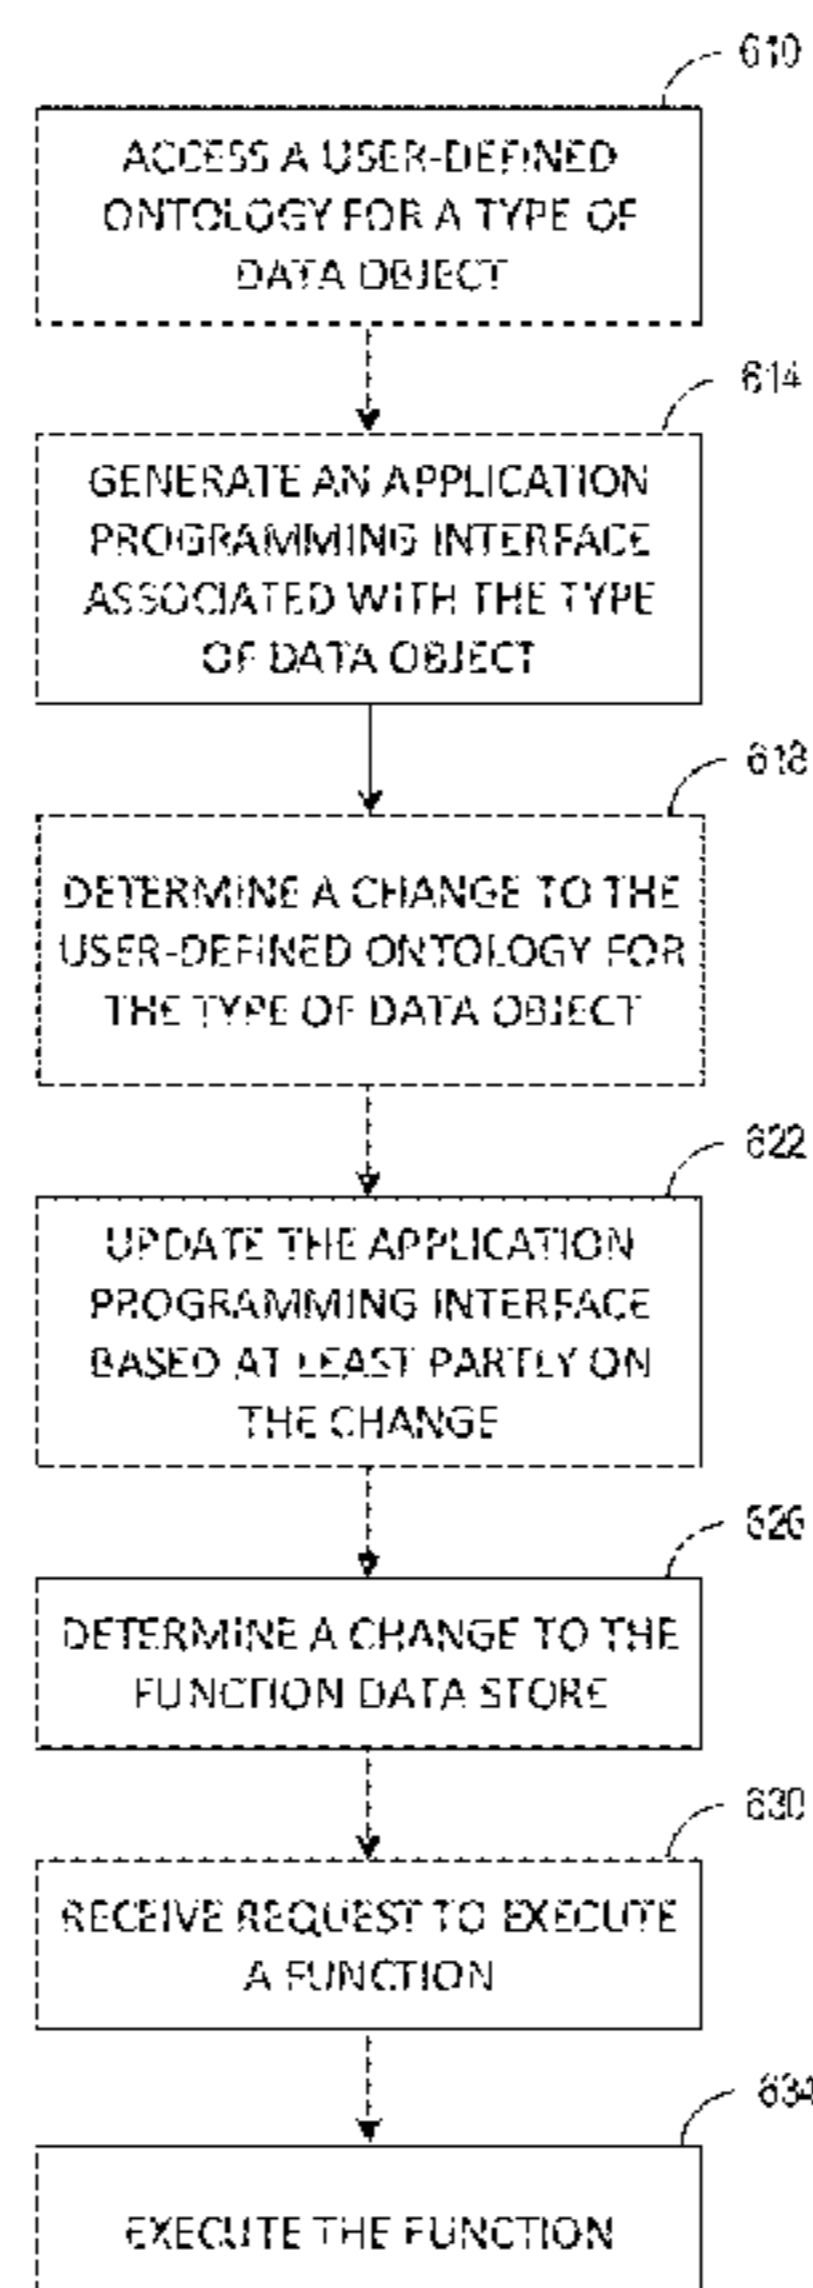 610
ACCESS A USER-DEFINED
ONTOLOGY FOR A TYPE OF
DATA OBJECT
614
GENERATE AN APPLICATION
PROGRAMMING INTERFACE
ASSOCIATED WITH THE TYPE
OF DATA OBJECT
618
DETERMINE A CHANGE TO THE
USER-DEFINED ONTOLOGY FOR
THE TYPE OF DATA OBJECT
622
UPDATE THE APPLICATION
PROGRAMMING INTERFACE
BASED AT LEAST PARTLY ON
THE CHANGE
626
DETERMINE A CHANGE TO THE
FUNCTION DATA STORE
630
RECEIVE REQUEST TO EXECUTE
A FUNCTION
634
EXECUTE THE FUNCTION